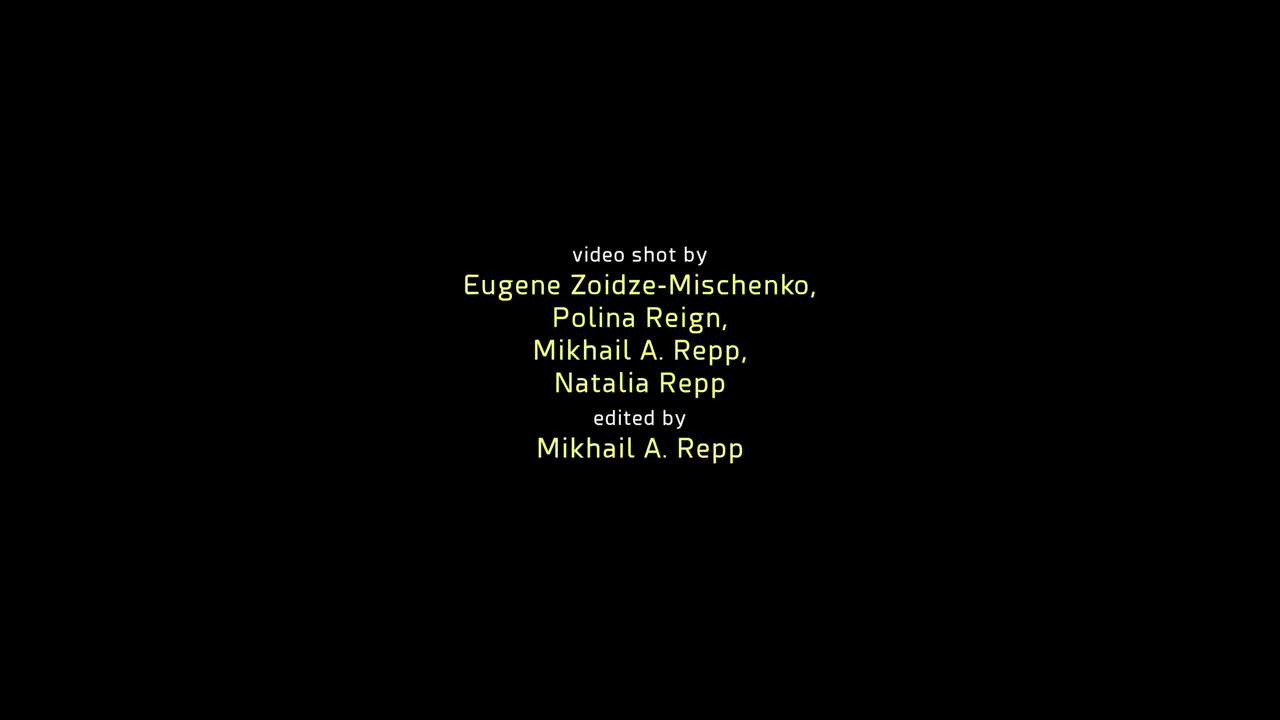 video shot by
Eugene Zoidze-Mischenko,
Polina Reign,
Mikhail A. Repp,
Natalia Repp
edited by
Mikhail A. Repp